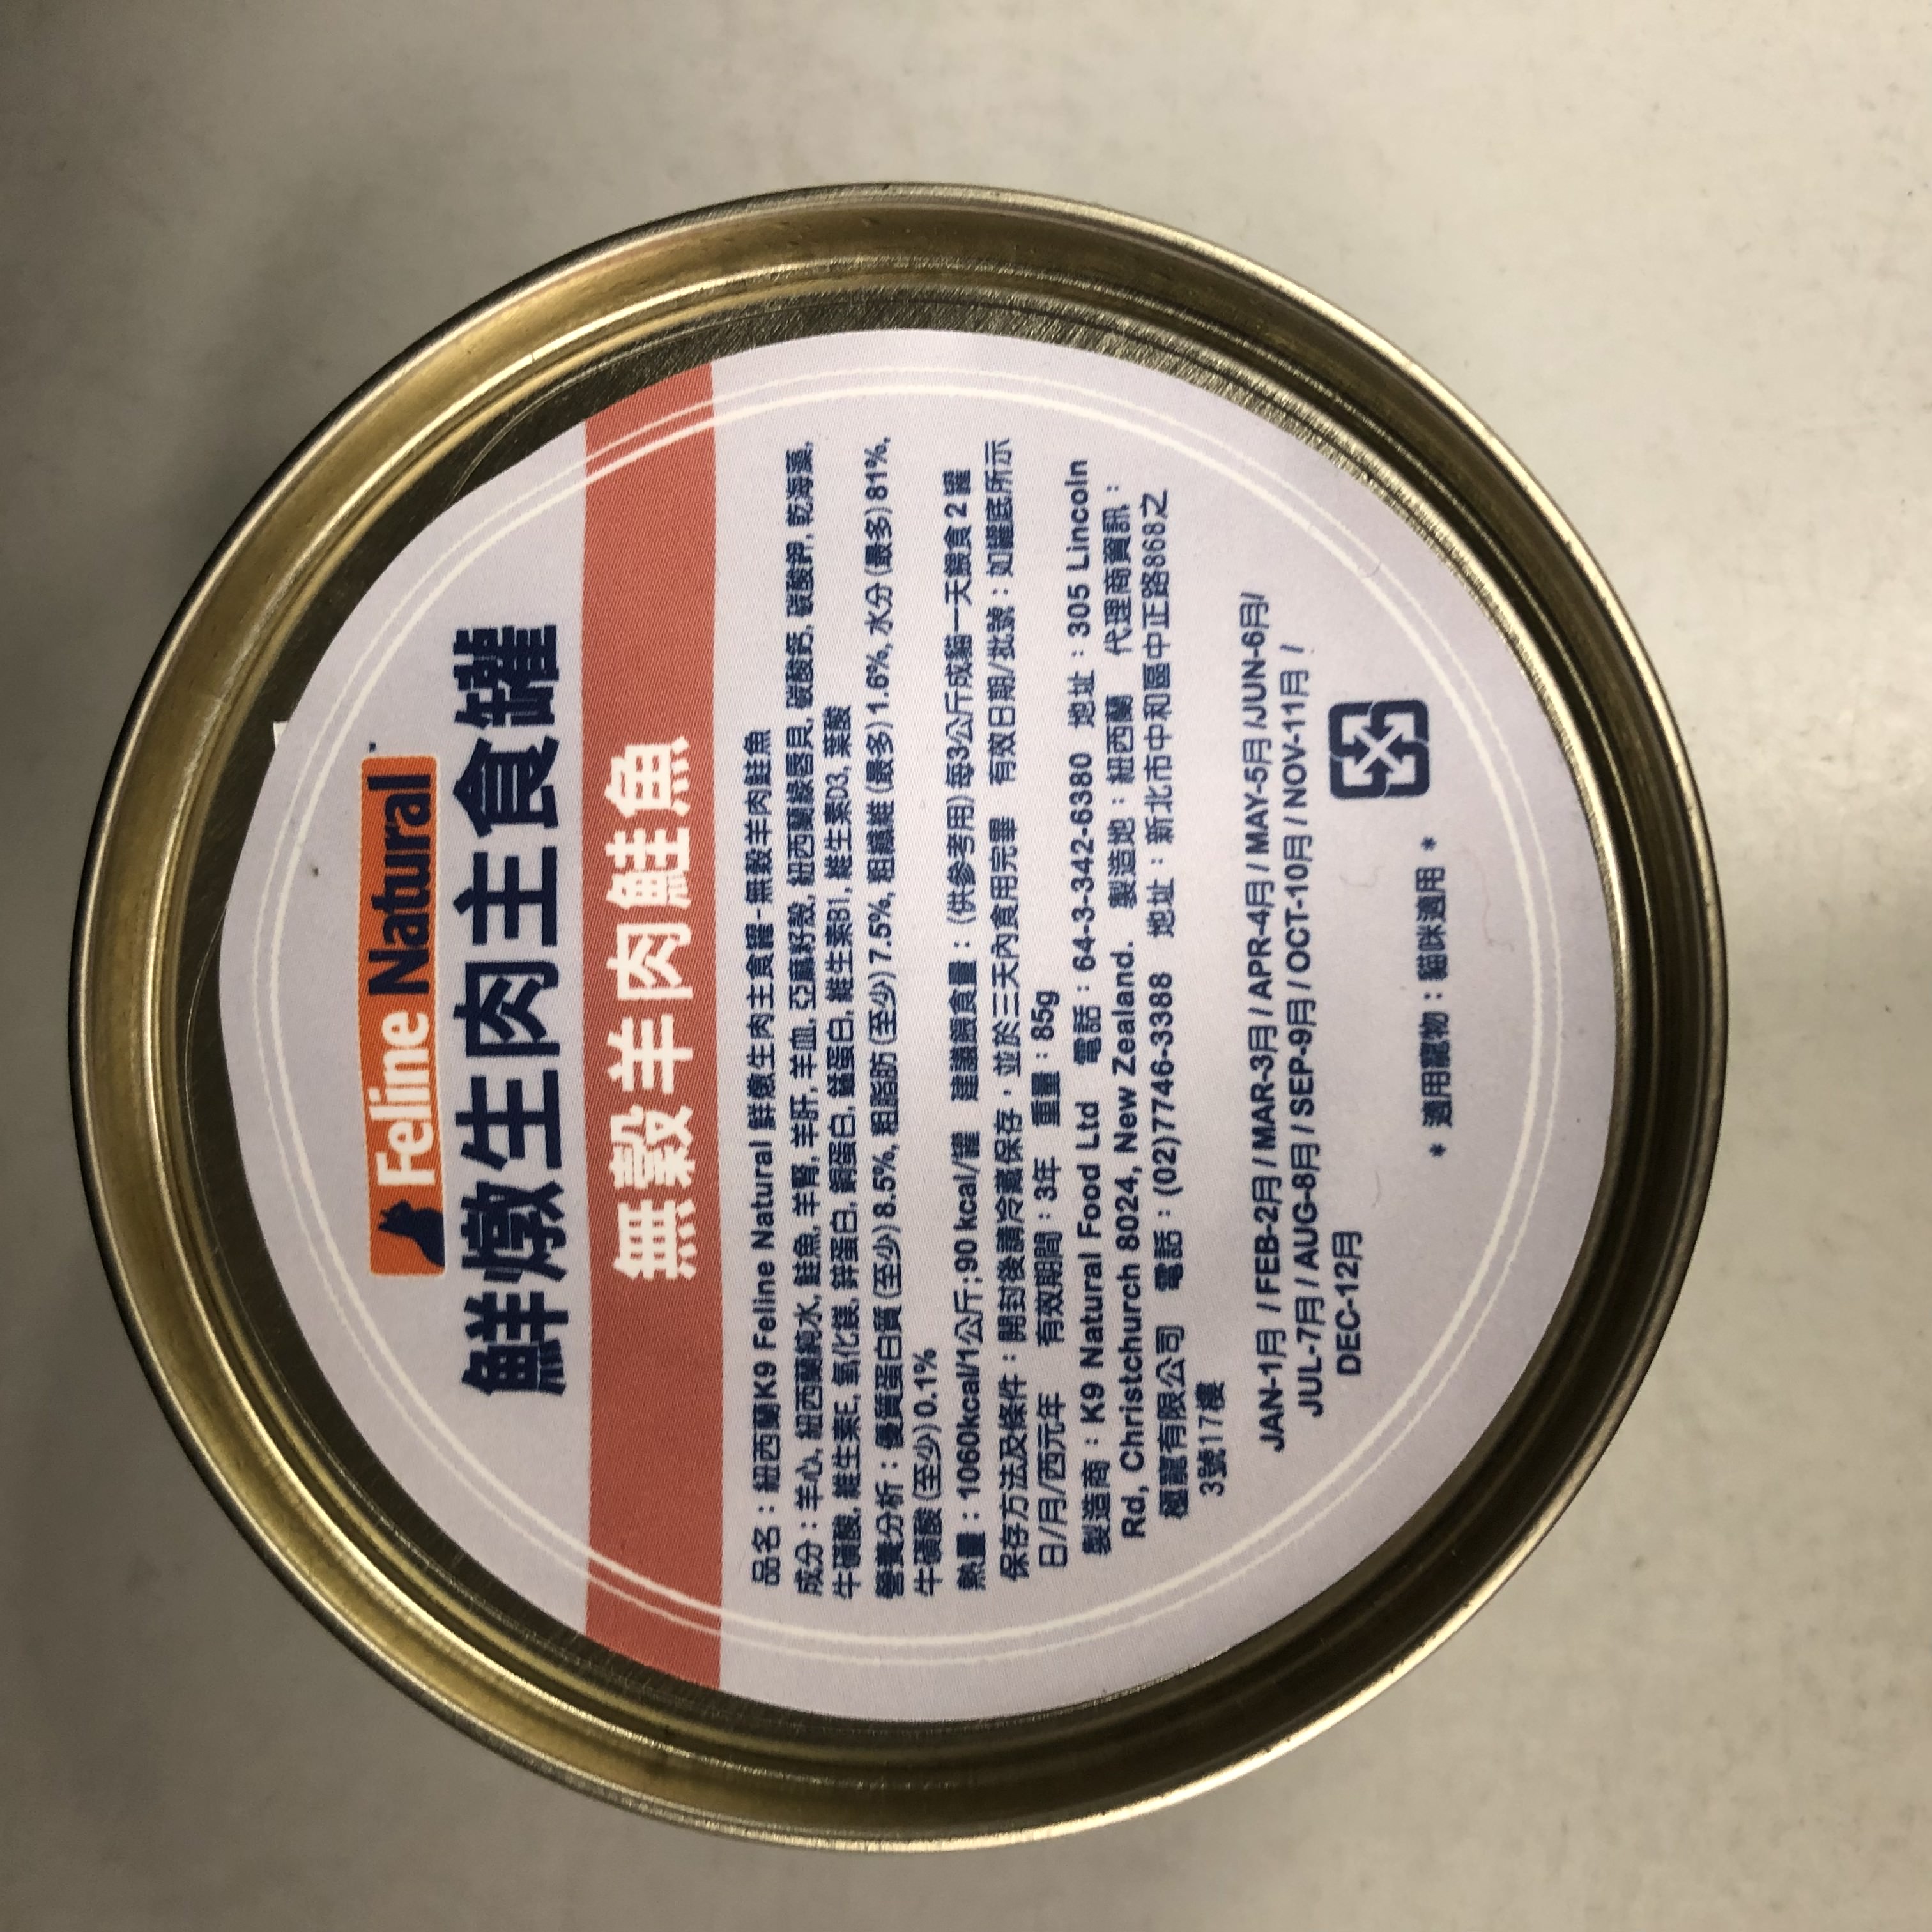 Feline Natural™
鮮燉生肉主食罐
無穀羊肉鮭魚
品名：紐西蘭K9 Feline Natural 鮮燉生肉主食罐-無穀羊肉鮭魚
成分：羊心, 紐西蘭純水, 鮭魚, 羊腎, 羊肝, 羊血, 亞麻籽殼, 紐西蘭綠唇貝, 碳酸鈣, 碳酸鉀, 乾海藻,
牛磺酸, 維生素E, 氧化鎂, 鋅蛋白, 銅蛋白, 錳蛋白, 維生素B1, 維生素D3, 葉酸
營養分析：優質蛋白質(至少)8.5%, 粗脂肪(至少)7.5%, 粗纖維(最多)1.6%, 水分(最多)81%,
牛磺酸(至少)0.1%
熱量：1060kcal/1公斤;90 kcal/罐 建議餵食量：(供參考用)每3公斤成貓一天餵食2罐
保存方法及條件：開封後請冷藏保存，並於三天內食用完畢 有效日期/批號：如罐底所示
日/月/西元年 有效期間：3年 重量：85g
製造商：K9 Natural Food Ltd 電話：64-3-342-6380 地址：305 Lincoln
Rd, Christchurch 8024, New Zealand. 製造地：紐西蘭 代理商資訊：
極寵有限公司 電話：(02)7746-3388 地址：新北市中和區中正路868之
3號17樓
JAN-1月 / FEB-2月 / MAR-3月 / APR-4月 / MAY-5月 /JUN-6月/
JUL-7月 / AUG-8月 / SEP-9月 / OCT-10月 / NOV-11月 /
DEC-12月
* 適用寵物：貓咪適用 *